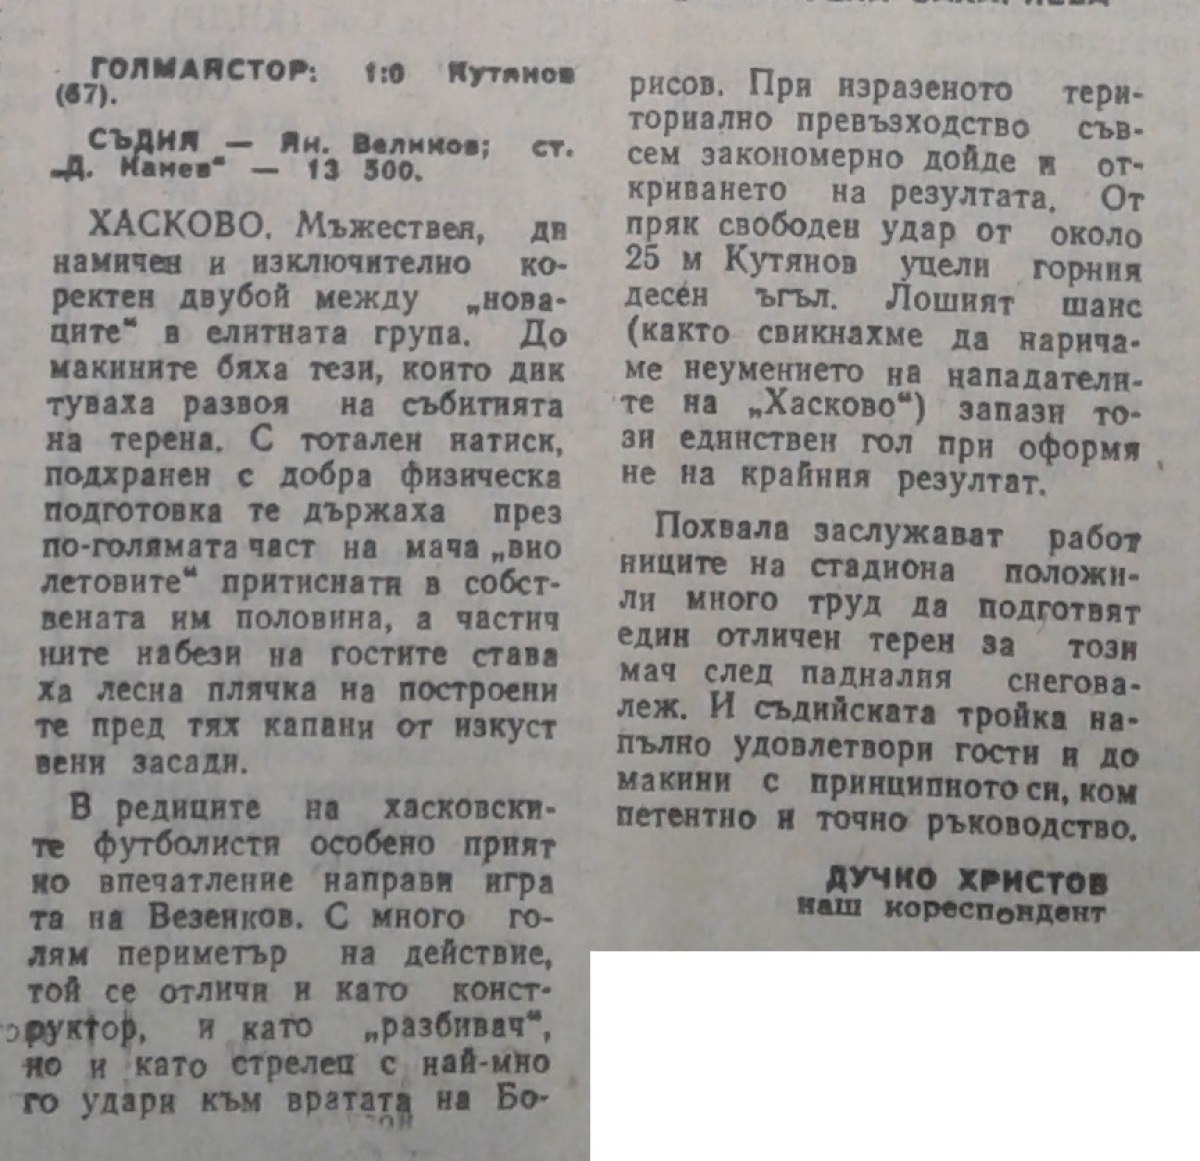 ГОЛМАЙСТОР: 1:0 Кутянов
(67).
СЪДИЯ — Ян. Великов; ст.
„Д. Канев“ — 13 500.
ХАСКОВО. Мъжествен, ди
намичен и изключително ко-
ректен двубой между „нова-
ците“ в елитната група. До
макините бяха тези, които дик
туваха развоя на събитията
на терена. С тотален натиск,
подхранен с добра физическа
подготовка те държаха през
по-голямата част на мача „вио
летовите“ притиснати в собст-
вената им половина, а частич
ните набези на гостите става
ха лесна плячка на построени
те пред тях капани от изкуст
вени засади.
В редиците на хасковски-
те футболисти особено прият
но впечатление направи игра
та на Везенков. С много го-
лям периметър на действие,
той се отличи и като конст-
руктор, и като „разбивач“,
но и като стрелец с най-мно
го удари към вратата на Бо-
рисов. При изразеното тери-
ториално превъзходство съв-
сем закономерно дойде и от-
криването на резултата. От
пряк свободен удар от около
25 м Кутянов уцели горния
десен ъгъл. Лошият шанс
(както свикнахме да нарича-
ме неумението на нападатели-
те на „Хасково“) запази то-
зи единствен гол при оформя
не на крайния резултат.
Похвала заслужават работ
ниците на стадиона положи-
ли много труд да подготвят
един отличен терен за този
мач след падналия снегова-
леж. И съдийската тройка на-
пълно удовлетвори гости и до
макини с принципното си, ком
петентно и точно ръководство.
ДУЧКО ХРИСТОВ
наш кореспондент